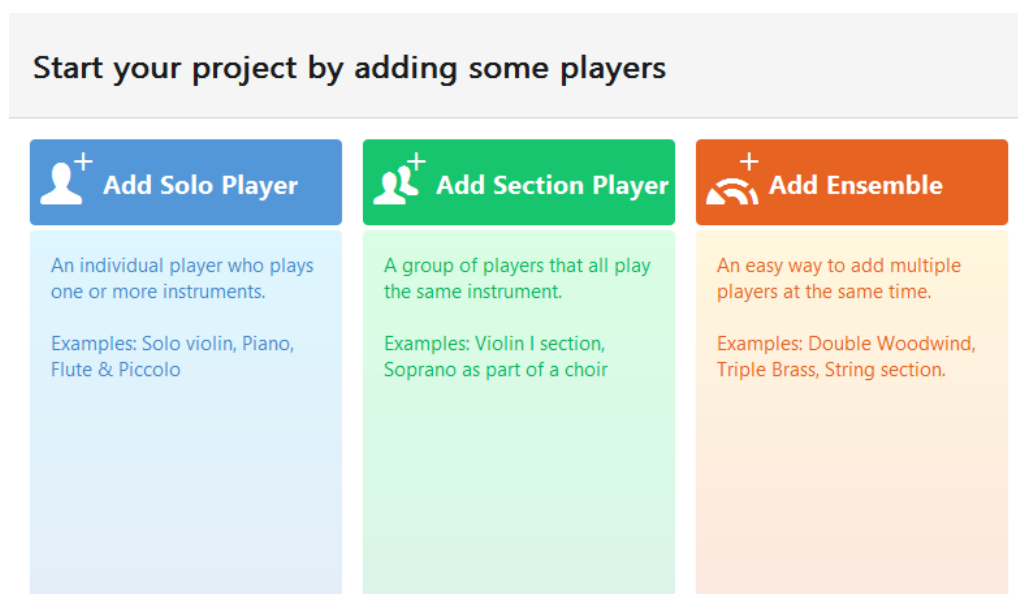 Start your project by adding some players
Add Solo Player
An individual player who plays
one or more instruments.
Examples: Solo violin, Piano,
Flute & Piccolo
Add Section Player
A group of players that all play
the same instrument.
Examples: Violin I section,
Soprano as part of a choir
Add Ensemble
An easy way to add multiple
players at the same time.
Examples: Double Woodwind,
Triple Brass, String section.